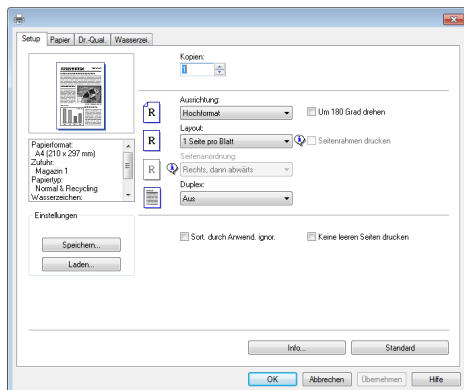 Setup Papier Dr.-Qual. Wasserzei.
Kopien:
1
Ausrichtung:
R Hochformat Um 180 Grad drehen
Layout:
R 1 Seite pro Blatt Seitenrahmen drucken
Seitenanordnung:
R Rechts, dann abwärts
Duplex:
Aus
Papierformat:
A4 (210 x 297 mm)
Zufuhr:
Magazin 1
Papiertyp:
Normal & Recycling
Wasserzeichen:
Einstellungen
Speichern...
Laden...
Sort. durch Anwend. ignor. Keine leeren Seiten drucken
Info... Standard
OK Abbrechen Übernehmen Hilfe